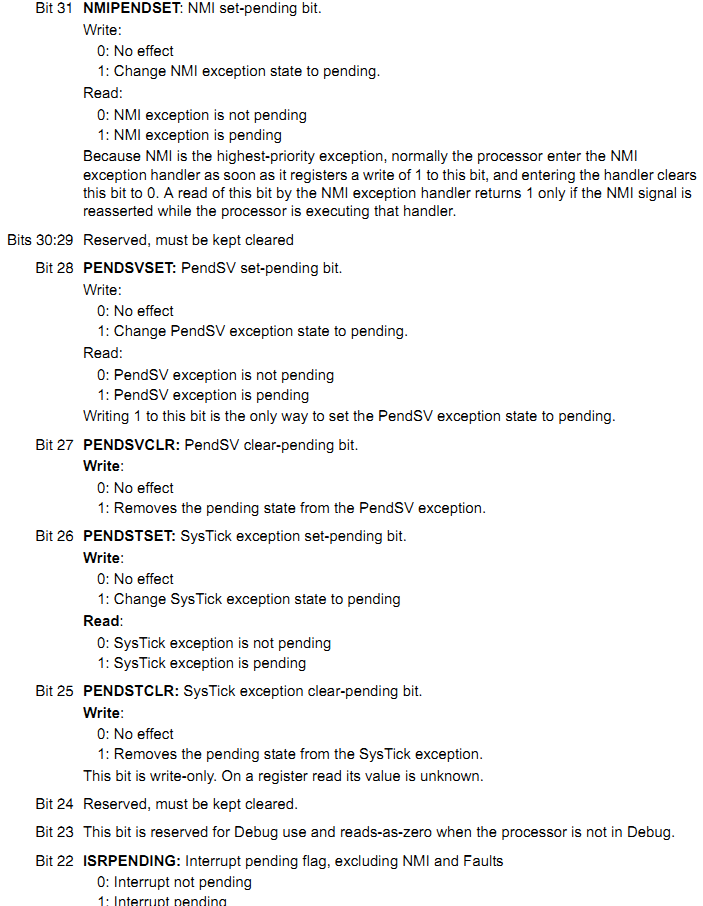 Bit 31 NMIPENDSET: NMI set-pending bit.
Write:
0: No effect
1: Change NMI exception state to pending.
Read:
0: NMI exception is not pending
1: NMI exception is pending
Because NMI is the highest-priority exception, normally the processor enter the NMI
exception handler as soon as it registers a write of 1 to this bit, and entering the handler clears
this bit to 0. A read of this bit by the NMI exception handler returns 1 only if the NMI signal is
reasserted while the processor is executing that handler.
Bits 30:29 Reserved, must be kept cleared
Bit 28 PENDSVSET: PendSV set-pending bit.
Write:
0: No effect
1: Change PendSV exception state to pending.
Read:
0: PendSV exception is not pending
1: PendSV exception is pending
Writing 1 to this bit is the only way to set the PendSV exception state to pending.
Bit 27 PENDSVCLR: PendSV clear-pending bit.
Write:
0: No effect
1: Removes the pending state from the PendSV exception.
Bit 26 PENDSTSET: SysTick exception set-pending bit.
Write:
0: No effect
1: Change SysTick exception state to pending
Read:
0: SysTick exception is not pending
1: SysTick exception is pending
Bit 25 PENDSTCLR: SysTick exception clear-pending bit.
Write:
0: No effect
1: Removes the pending state from the SysTick exception.
This bit is write-only. On a register read its value is unknown.
Bit 24 Reserved, must be kept cleared.
Bit 23 This bit is reserved for Debug use and reads-as-zero when the processor is not in Debug.
Bit 22 ISRPENDING: Interrupt pending flag, excluding NMI and Faults
0: Interrupt not pending
1: Interrupt pending